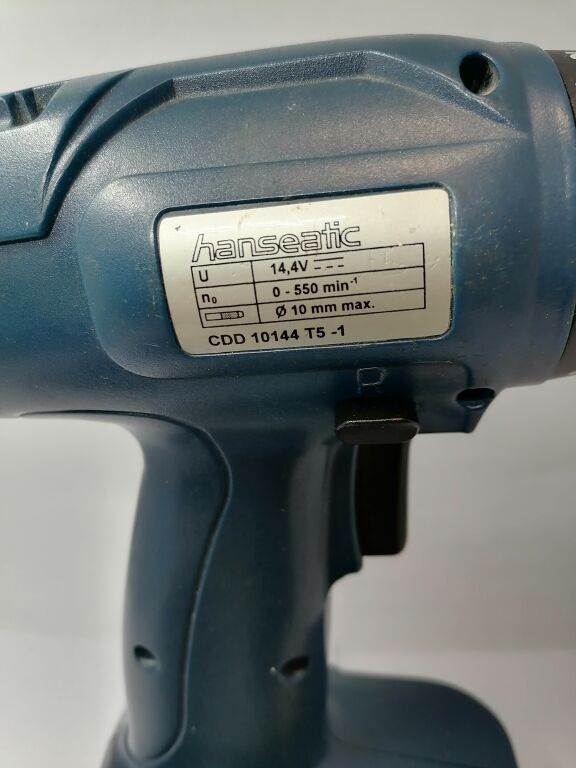 hanseatic
U 14,4V ⎓
n₀ 0 - 550 min⁻¹
Ø 10 mm max.
CDD 10144 T5 -1